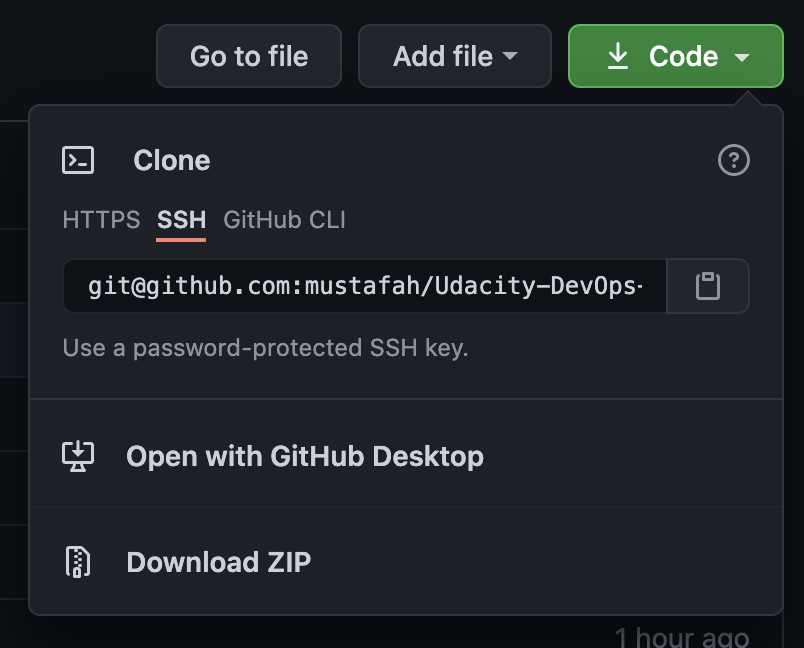 Go to file Add file Code
Clone
HTTPS SSH GitHub CLI
git@github.com:mustafah/Udacity-DevOps-
Use a password-protected SSH key.
Open with GitHub Desktop
Download ZIP
1 hour ago